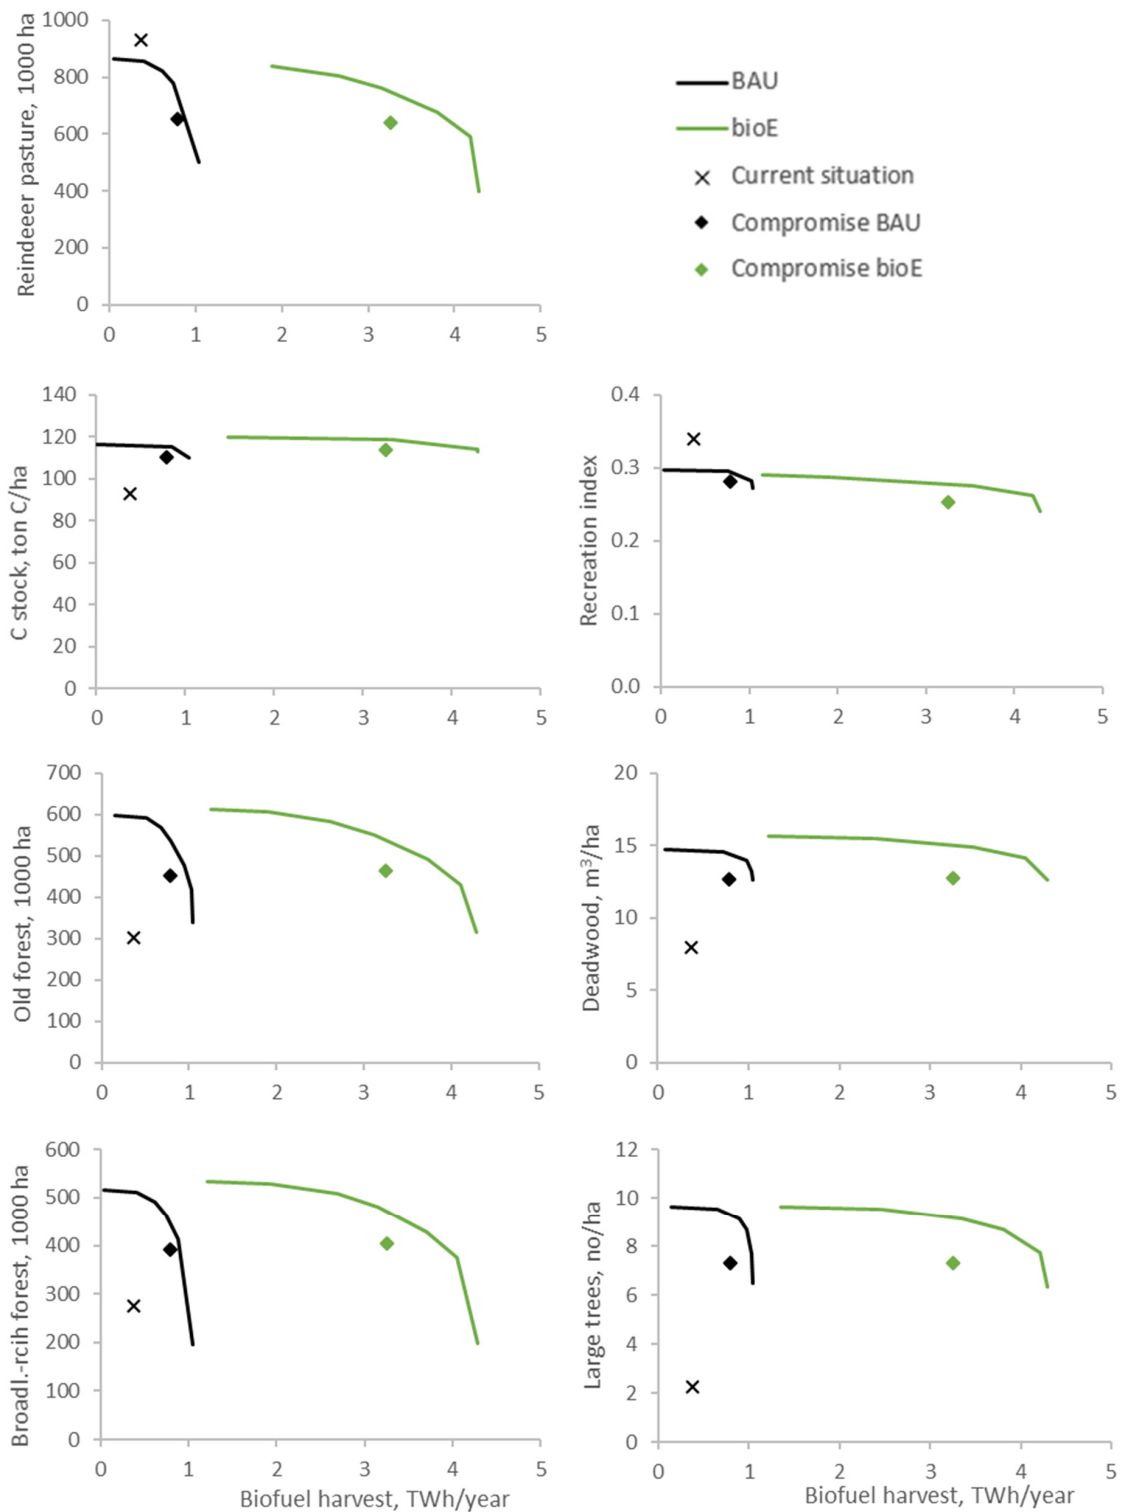 Reindeeer pasture, 1000 ha
1000
800
600
400
200
0
0 1 2 3 4 5
BAU
bioE
Current situation
Compromise BAU
Compromise bioE
C stock, ton C/ha
140
120
100
80
60
40
20
0
0 1 2 3 4 5
Recreation index
0.4
0.3
0.2
0.1
0.0
0 1 2 3 4 5
Old forest, 1000 ha
700
600
500
400
300
200
100
0
0 1 2 3 4 5
Deadwood, m³/ha
20
15
10
5
0
0 1 2 3 4 5
Broadl.-rcih forest, 1000 ha
600
500
400
300
200
100
0
0 1 2 3 4 5
Biofuel harvest, TWh/year
Large trees, no/ha
12
10
8
6
4
2
0
0 1 2 3 4 5
Biofuel harvest, TWh/year